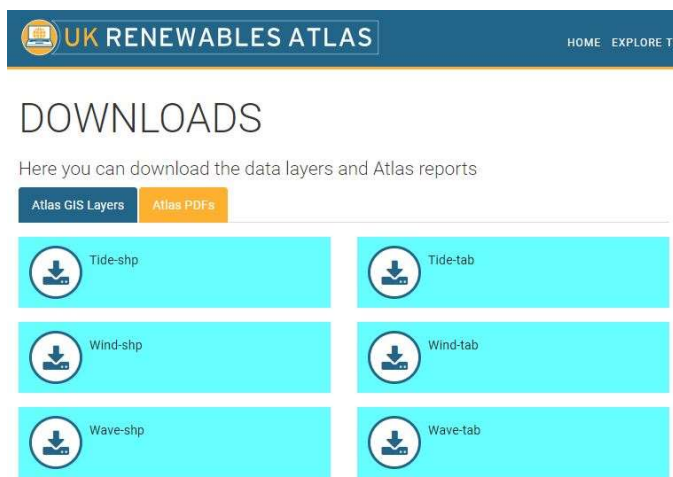 UK RENEWABLES ATLAS
HOME EXPLORE T
DOWNLOADS
Here you can download the data layers and Atlas reports
Atlas GIS Layers Atlas PDFs
Tide-shp Tide-tab
Wind-shp Wind-tab
Wave-shp Wave-tab